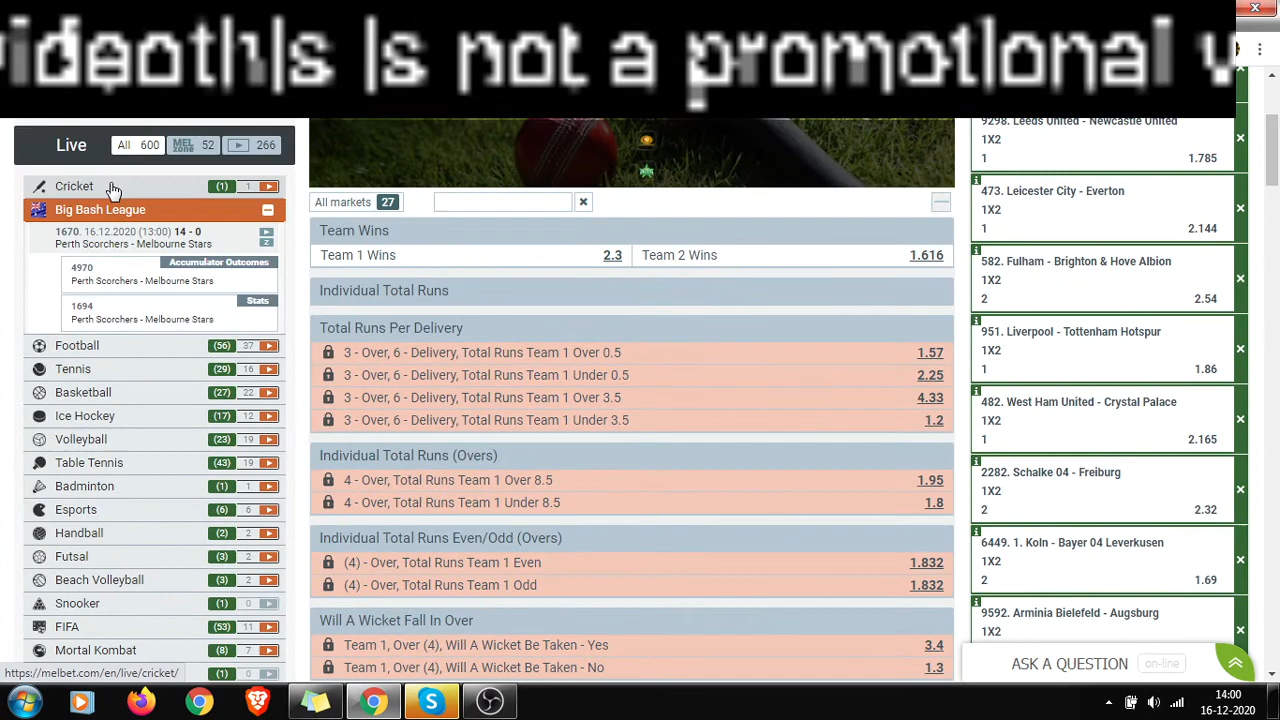 this is not a promotional
Live All 600 MEL zone 52 266
Cricket (1) 1
Big Bash League
1670. 16.12.2020 (13:00) 14 - 0
Perth Scorchers - Melbourne Stars
Accumulator Outcomes
4970
Perth Scorchers - Melbourne Stars
Stats
1694
Perth Scorchers - Melbourne Stars
Football (56) 37
Tennis (29) 16
Basketball (27) 22
Ice Hockey (17) 12
Volleyball (23) 19
Table Tennis (43) 19
Badminton (1) 1
Esports (6) 6
Handball (2) 2
Futsal (3) 2
Beach Volleyball (3) 2
Snooker (1) 0
FIFA (53) 11
Mortal Kombat (8) 7
https://melbet.com/en/live/cricket/ (1) 0
All markets 27
Team Wins
Team 1 Wins 2.3 Team 2 Wins 1.616
Individual Total Runs
Total Runs Per Delivery
3 - Over, 6 - Delivery, Total Runs Team 1 Over 0.5 1.57
3 - Over, 6 - Delivery, Total Runs Team 1 Under 0.5 2.25
3 - Over, 6 - Delivery, Total Runs Team 1 Over 3.5 4.33
3 - Over, 6 - Delivery, Total Runs Team 1 Under 3.5 1.2
Individual Total Runs (Overs)
4 - Over, Total Runs Team 1 Over 8.5 1.95
4 - Over, Total Runs Team 1 Under 8.5 1.8
Individual Total Runs Even/Odd (Overs)
(4) - Over, Total Runs Team 1 Even 1.832
(4) - Over, Total Runs Team 1 Odd 1.832
Will A Wicket Fall In Over
Team 1, Over (4), Will A Wicket Be Taken - Yes 3.4
Team 1, Over (4), Will A Wicket Be Taken - No 1.3
9298. Leeds United - Newcastle United
1X2
1 1.785
473. Leicester City - Everton
1X2
1 2.144
582. Fulham - Brighton & Hove Albion
1X2
2 2.54
951. Liverpool - Tottenham Hotspur
1X2
1 1.86
482. West Ham United - Crystal Palace
1X2
1 2.165
2282. Schalke 04 - Freiburg
1X2
2 2.32
6449. 1. Koln - Bayer 04 Leverkusen
1X2
2 1.69
9592. Arminia Bielefeld - Augsburg
1X2
ASK A QUESTION on-line
14:00
16-12-2020